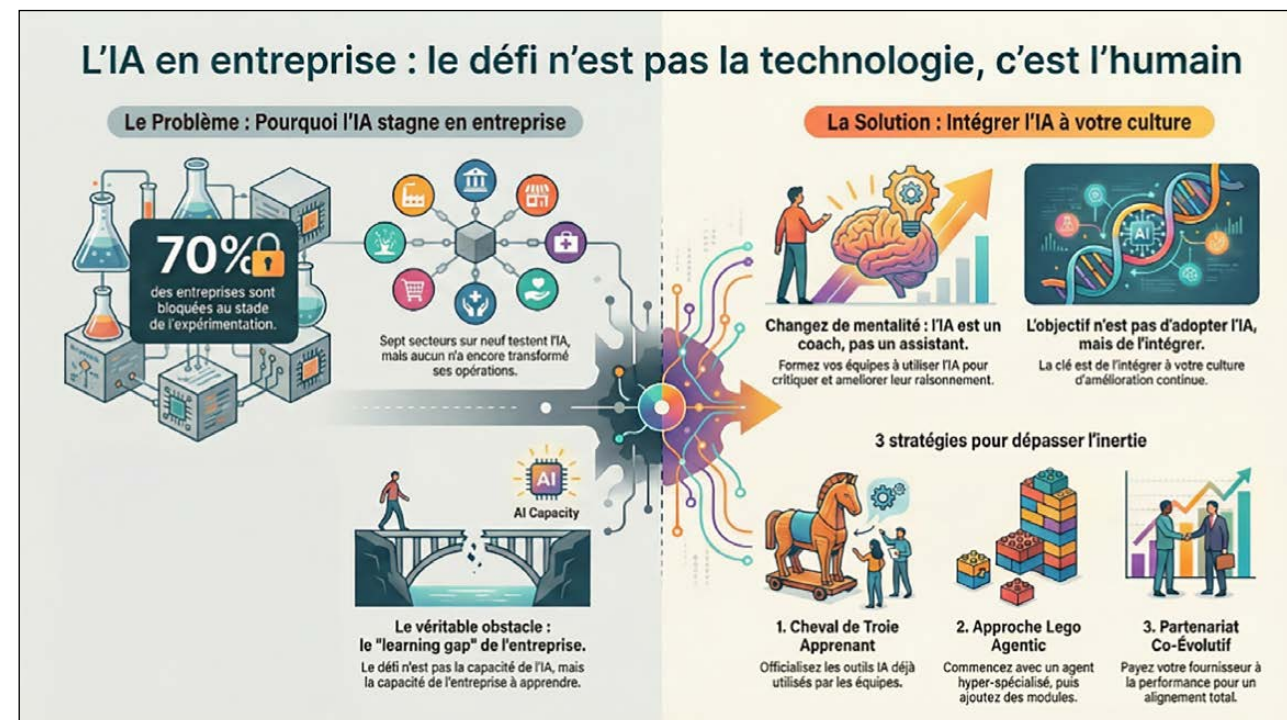 L'IA en entreprise : le défi n'est pas la technologie, c'est l'humain
Le Problème : Pourquoi l'IA stagne en entreprise
70%
des entreprises sont
bloquées au stade
de l'expérimentation.
Sept secteurs sur neuf testent l'IA,
mais aucun n'a encore transformé
ses opérations.
AI
AI Capacity
Le véritable obstacle :
le "learning gap" de l'entreprise.
Le défi n'est pas la capacité de l'IA, mais
la capacité de l'entreprise à apprendre.
La Solution : Intégrer l'IA à votre culture
Changez de mentalité : l'IA est un
coach, pas un assistant.
Formez vos équipes à utiliser l'IA pour
critiquer et ameliorer leur raisonnement.
AI
L'objectif n'est pas d'adopter l'IA,
mais de l'intégrer.
La clé est de l'intégrer à votre culture
d'amélioration continue.
3 stratégies pour dépasser l'inertie
1. Cheval de Troie
Apprenant
Officialisez les outils IA déjà
utilisés par les équipes.
2. Approche Lego
Agentic
Commencez avec un agent
hyper-spécialisé, puis
ajoutez des modules.
3. Partenariat
Co-Évolutif
Payez votre fournisseur à
la performance pour un
alignement total.